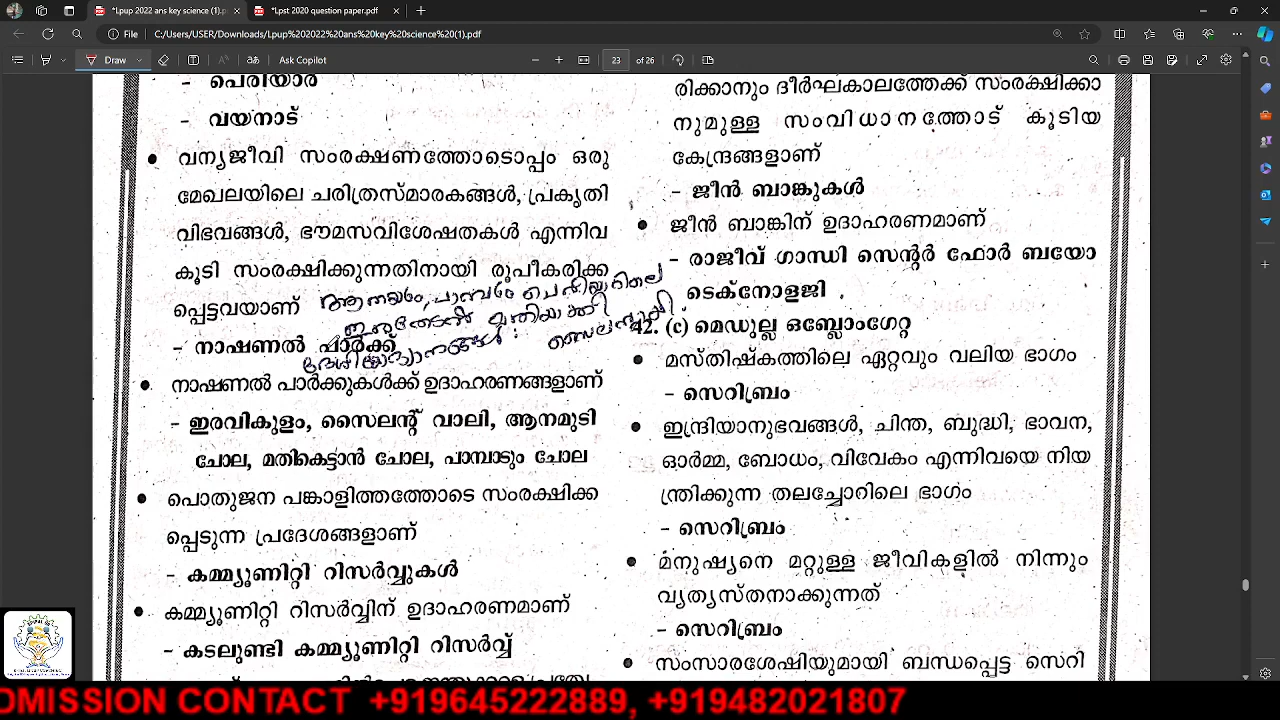 *Lpup 2022 ans key science (1).p
*Lpst 2020 question paper.pdf
File
C:/Users/USER/Downloads/Lpup%202022%20ans%20key%20science%20(1).pdf
Draw
Ask Copilot
23 of 26
- പെരിയാർ
- വയനാട്
• വന്യജീവി സംരക്ഷണത്തോടൊപ്പം ഒരു
മേഖലയിലെ ചരിത്രസ്മാരകങ്ങൾ, പ്രകൃതി
വിഭവങ്ങൾ, ഭൗമസവിശേഷതകൾ എന്നിവ
കൂടി സംരക്ഷിക്കുന്നതിനായി രൂപീകരിക്ക
പ്പെട്ടവയാണ്
- നാഷണൽ പാർക്ക്
• നാഷണൽ പാർക്കുകൾക്ക് ഉദാഹരണങ്ങളാണ്
- ഇരവികുളം, സൈലന്റ് വാലി, ആനമുടി
ചോല, മതികെട്ടാൻ ചോല, പാമ്പാടും ചോല
• പൊതുജന പങ്കാളിത്തത്തോടെ സംരക്ഷിക്ക
പ്പെടുന്ന പ്രദേശങ്ങളാണ്
- കമ്മ്യൂണിറ്റി റിസർവ്വുകൾ
• കമ്മ്യൂണിറ്റി റിസർവ്വിന് ഉദാഹരണമാണ്
- കടലുണ്ടി കമ്മ്യൂണിറ്റി റിസർവ്വ്
രിക്കാനും ദീർഘകാലത്തേക്ക് സംരക്ഷിക്കാ
നുമുള്ള സംവിധാനത്തോട് കൂടിയ
കേന്ദ്രങ്ങളാണ്
- ജീൻ ബാങ്കുകൾ
• ജീൻ ബാങ്കിന് ഉദാഹരണമാണ്
- രാജീവ് ഗാന്ധി സെന്റർ ഫോർ ബയോ
ടെക്നോളജി
42. (c) മെഡുല്ല ഒബ്ലോംഗേറ്റ
• മസ്തിഷ്കത്തിലെ ഏറ്റവും വലിയ ഭാഗം
- സെറിബ്രം
• ഇന്ദ്രിയാനുഭവങ്ങൾ, ചിന്ത, ബുദ്ധി, ഭാവന,
ഓർമ്മ, ബോധം, വിവേകം എന്നിവയെ നിയ
ന്ത്രിക്കുന്ന തലച്ചോറിലെ ഭാഗം
- സെറിബ്രം
• മനുഷ്യനെ മറ്റുള്ള ജീവികളിൽ നിന്നും
വ്യത്യസ്തനാക്കുന്നത്
- സെറിബ്രം
• സംസാരശേഷിയുമായി ബന്ധപ്പെട്ട സെറി
DMISSION CONTACT +919645222889, +919482021807